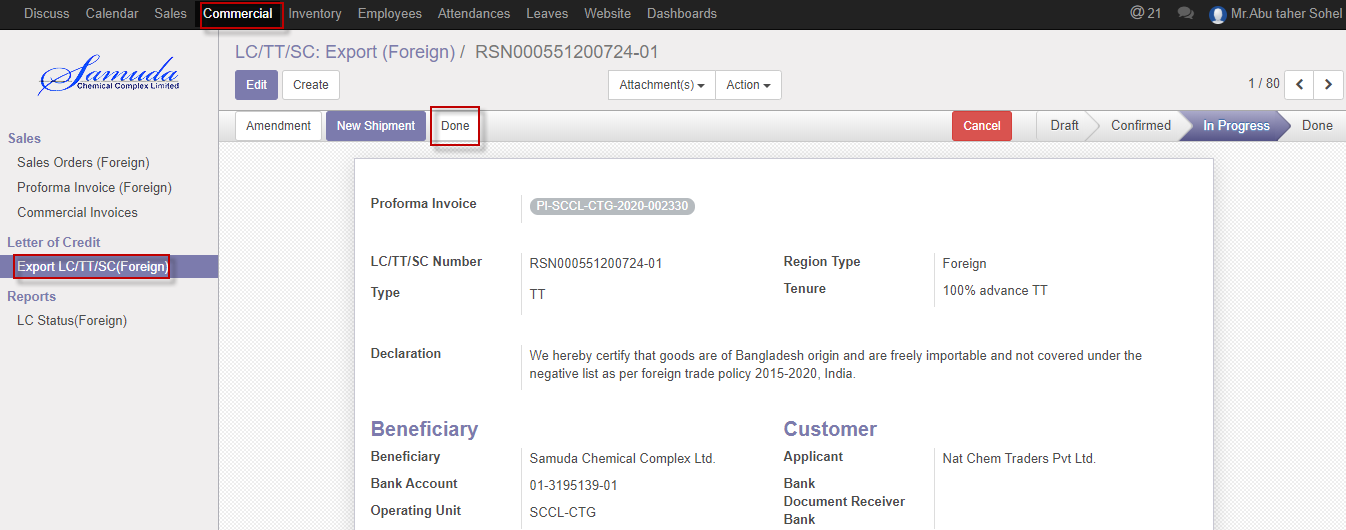 Discuss Calendar Sales Commercial Inventory Employees Attendances Leaves Website Dashboards @ 21 Mr.Abu taher Sohel
Samuda
Chemical Complex Limited
LC/TT/SC: Export (Foreign) / RSN000551200724-01
Edit Create Attachment(s) Action 1 / 80
Amendment New Shipment Done Cancel Draft Confirmed In Progress Done
Sales
Sales Orders (Foreign)
Proforma Invoice (Foreign)
Commercial Invoices
Letter of Credit
Export LC/TT/SC(Foreign)
Reports
LC Status(Foreign)
Proforma Invoice PI-SCCL-CTG-2020-002330
LC/TT/SC Number RSN000551200724-01
Type TT
Region Type Foreign
Tenure 100% advance TT
Declaration We hereby certify that goods are of Bangladesh origin and are freely importable and not covered under the
negative list as per foreign trade policy 2015-2020, India.
Beneficiary
Beneficiary Samuda Chemical Complex Ltd.
Bank Account 01-3195139-01
Operating Unit SCCL-CTG
Customer
Applicant Nat Chem Traders Pvt Ltd.
Bank
Document Receiver
Bank